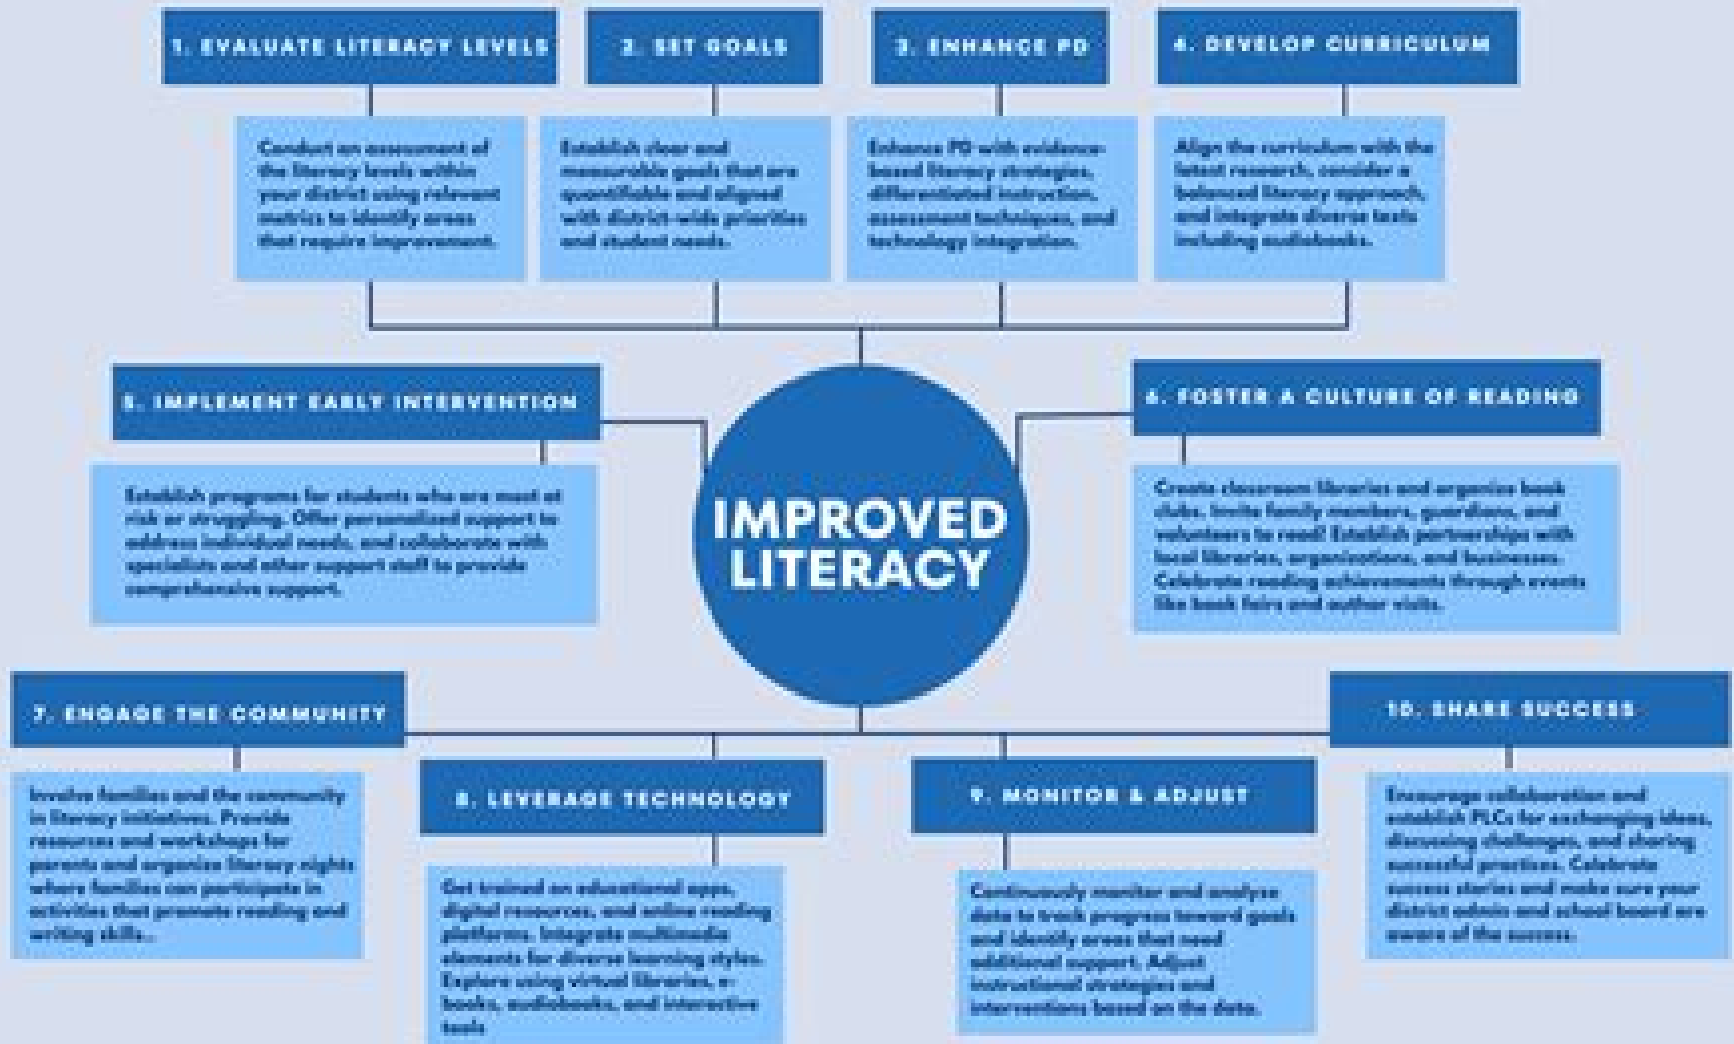 1. EVALUATE LITERACY LEVELS
Conduct an assessment of
the literacy levels within
your district using relevant
metrics to identify areas
that require improvement.
2. SET GOALS
Establish clear and
measurable goals that are
quantifiable and aligned
with district-wide priorities
and student needs.
3. ENHANCE PD
Enhance PD with evidence-
based literacy strategies,
differentiated instruction,
assessment techniques, and
technology integration.
4. DEVELOP CURRICULUM
Align the curriculum with the
latest research, consider a
balanced literacy approach,
and integrate diverse texts
including audiobooks.
5. IMPLEMENT EARLY INTERVENTION
Establish programs for students who are most at
risk or struggling. Offer personalized support to
address individual needs, and collaborate with
specialists and other support staff to provide
comprehensive support.
IMPROVED
LITERACY
6. FOSTER A CULTURE OF READING
Create classroom libraries and organize book
clubs. Invite family members, guardians, and
volunteers to read! Establish partnerships with
local libraries, organizations, and businesses.
Celebrate reading achievements through events
like book fairs and author visits.
7. ENGAGE THE COMMUNITY
Involve families and the community
in literacy initiatives. Provide
resources and workshops for
parents and organize literacy nights
where families can participate in
activities that promote reading and
writing skills..
8. LEVERAGE TECHNOLOGY
Get trained on educational apps,
digital resources, and online reading
platforms. Integrate multimedia
elements for diverse learning styles.
Explore using virtual libraries, e-
books, audiobooks, and interactive
tools
9. MONITOR & ADJUST
Continuously monitor and analyse
data to track progress toward goals
and identify areas that need
additional support. Adjust
instructional strategies and
interventions based on the data.
10. SHARE SUCCESS
Encourage collaboration and
establish PLCs for exchanging ideas,
discussing challenges, and sharing
successful practices. Celebrate
success stories and make sure your
district admin and school board are
aware of the success.